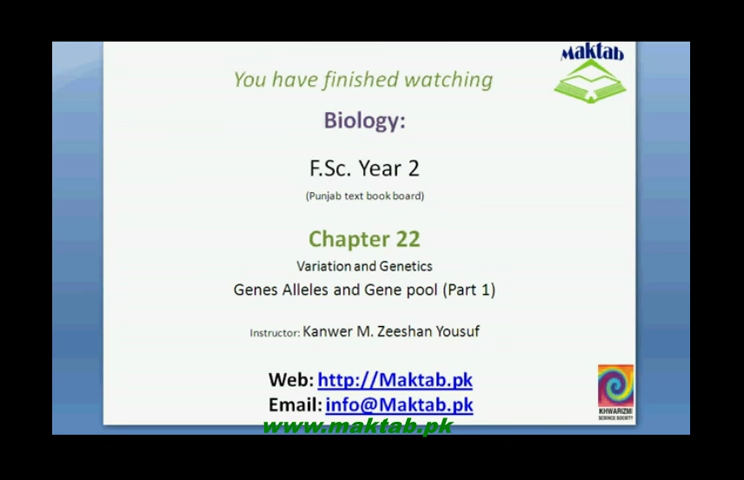 Maktab
You have finished watching
Biology:
F.Sc. Year 2
(Punjab text book board)
Chapter 22
Variation and Genetics
Genes Alleles and Gene pool (Part 1)
Instructor: Kanwer M. Zeeshan Yousuf
Web: http://Maktab.pk
Email: info@Maktab.pk
www.maktab.pk
KHWARIZMI
SCIENCE SOCIETY